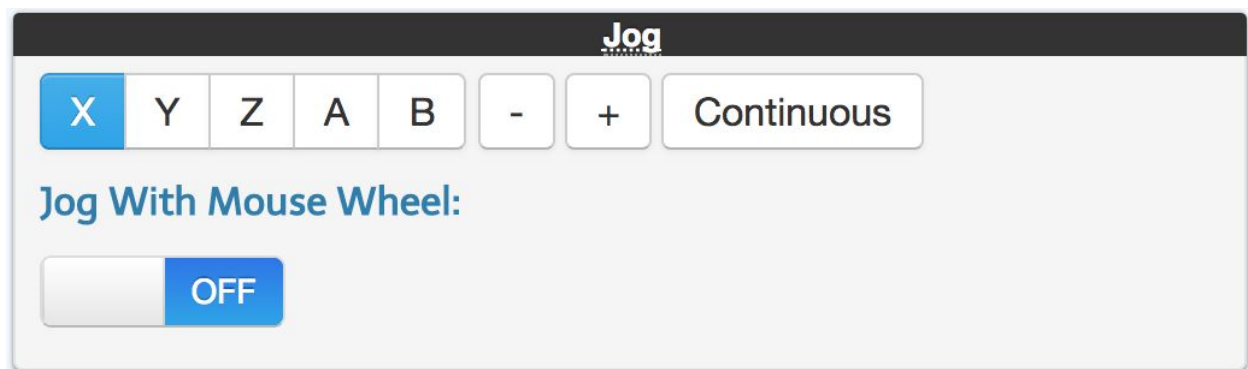 Jog
X Y Z A B - + Continuous
Jog With Mouse Wheel:
OFF